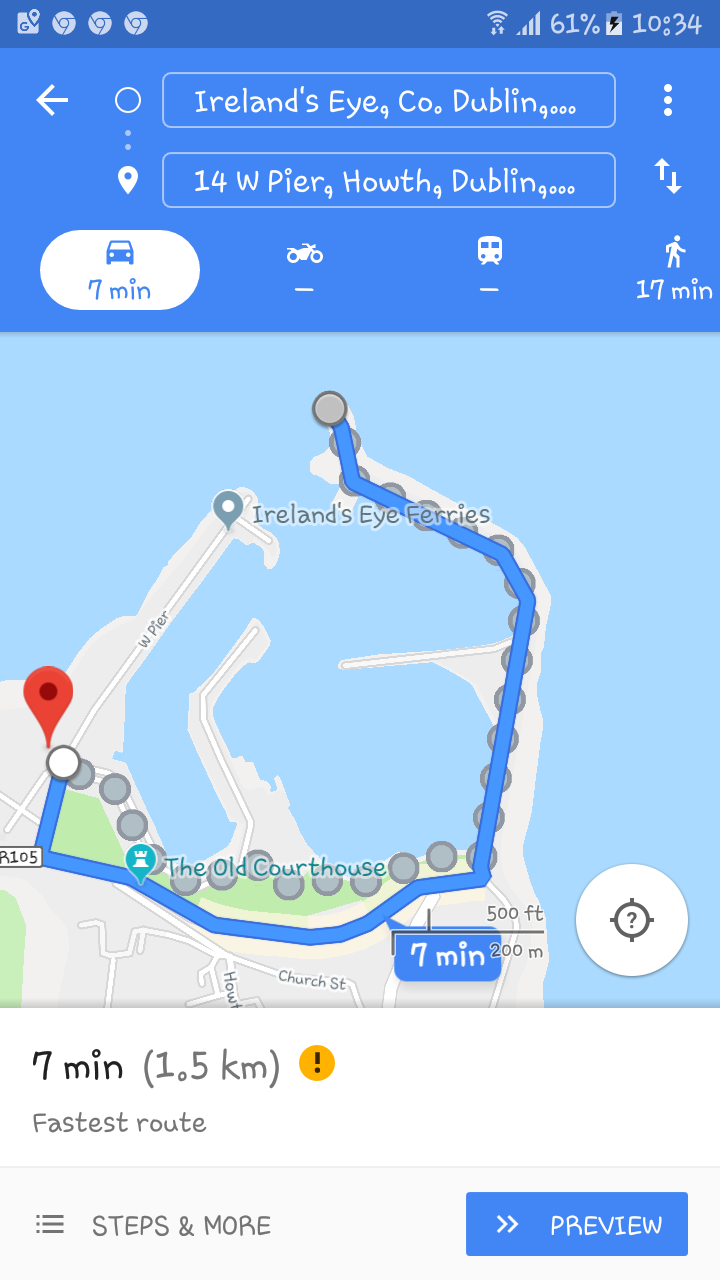 61% 10:34
Ireland's Eye, Co. Dublin,...
14 W Pier, Howth, Dublin,...
7 min
—
—
17 min
Ireland's Eye Ferries
W Pier
R105
The Old Courthouse
500 ft
200 m
7 min
Church St
Howt
?
7 min (1.5 km) !
Fastest route
STEPS & MORE
PREVIEW